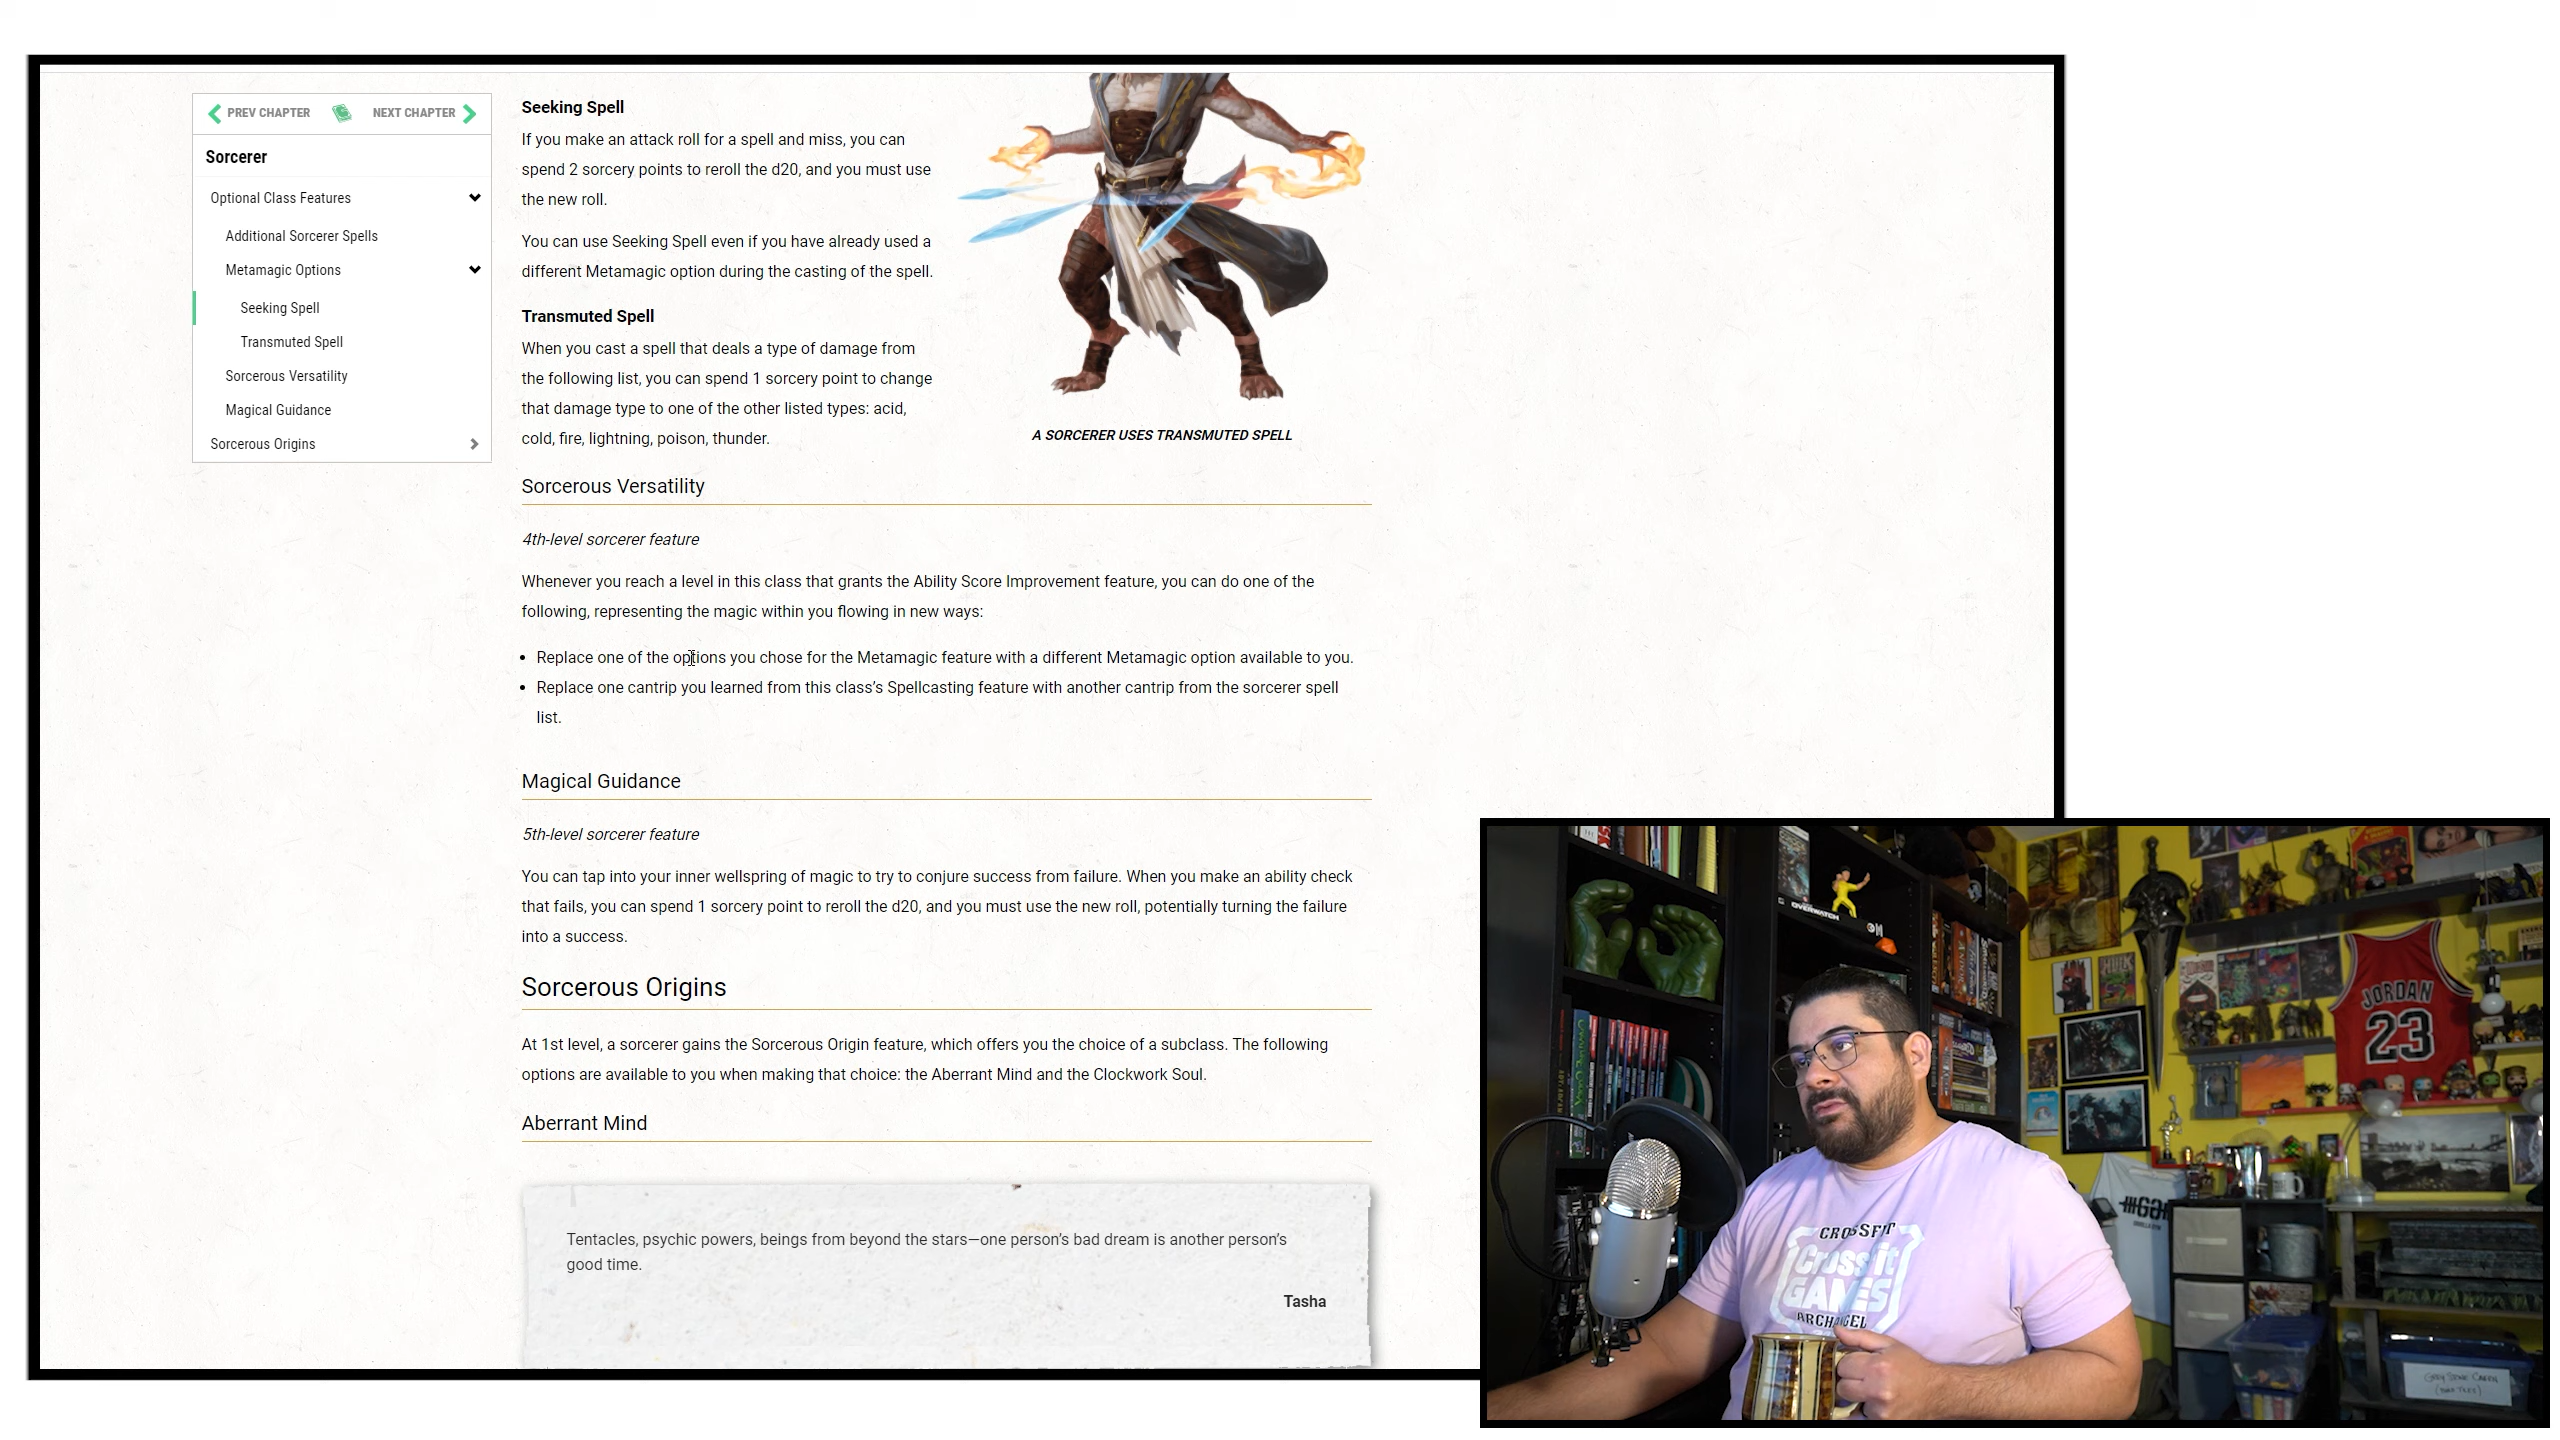 PREV CHAPTER
NEXT CHAPTER
Sorcerer
Optional Class Features
Additional Sorcerer Spells
Metamagic Options
Seeking Spell
Transmuted Spell
Sorcerous Versatility
Magical Guidance
Sorcerous Origins
Seeking Spell
If you make an attack roll for a spell and miss, you can
spend 2 sorcery points to reroll the d20, and you must use
the new roll.
You can use Seeking Spell even if you have already used a
different Metamagic option during the casting of the spell.
Transmuted Spell
When you cast a spell that deals a type of damage from
the following list, you can spend 1 sorcery point to change
that damage type to one of the other listed types: acid,
cold, fire, lightning, poison, thunder.
A SORCERER USES TRANSMUTED SPELL
Sorcerous Versatility
4th-level sorcerer feature
Whenever you reach a level in this class that grants the Ability Score Improvement feature, you can do one of the
following, representing the magic within you flowing in new ways:
• Replace one of the options you chose for the Metamagic feature with a different Metamagic option available to you.
• Replace one cantrip you learned from this class’s Spellcasting feature with another cantrip from the sorcerer spell
list.
Magical Guidance
5th-level sorcerer feature
You can tap into your inner wellspring of magic to try to conjure success from failure. When you make an ability check
that fails, you can spend 1 sorcery point to reroll the d20, and you must use the new roll, potentially turning the failure
into a success.
Sorcerous Origins
At 1st level, a sorcerer gains the Sorcerous Origin feature, which offers you the choice of a subclass. The following
options are available to you when making that choice: the Aberrant Mind and the Clockwork Soul.
Aberrant Mind
Tentacles, psychic powers, beings from beyond the stars—one person’s bad dream is another person’s
good time.
Tasha
OVERWATCH
HULK
JORDAN
23
CROSSFIT
CrossFit
GAMES
ARCHANGEL